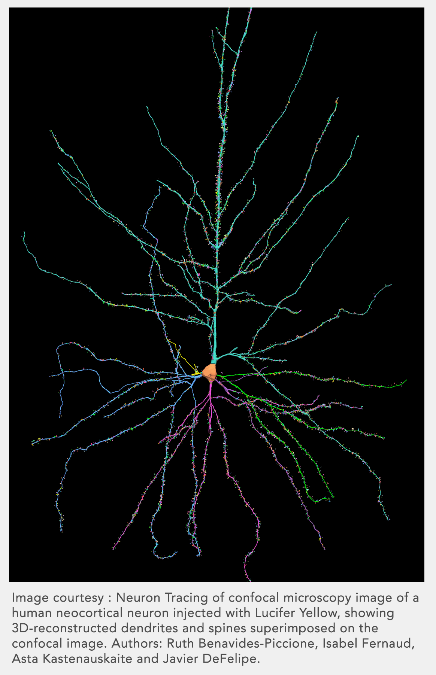 Image courtesy : Neuron Tracing of confocal microscopy image of a
human neocortical neuron injected with Lucifer Yellow, showing
3D-reconstructed dendrites and spines superimposed on the
confocal image. Authors: Ruth Benavides-Piccione, Isabel Fernaud,
Asta Kastenauskaite and Javier DeFelipe.